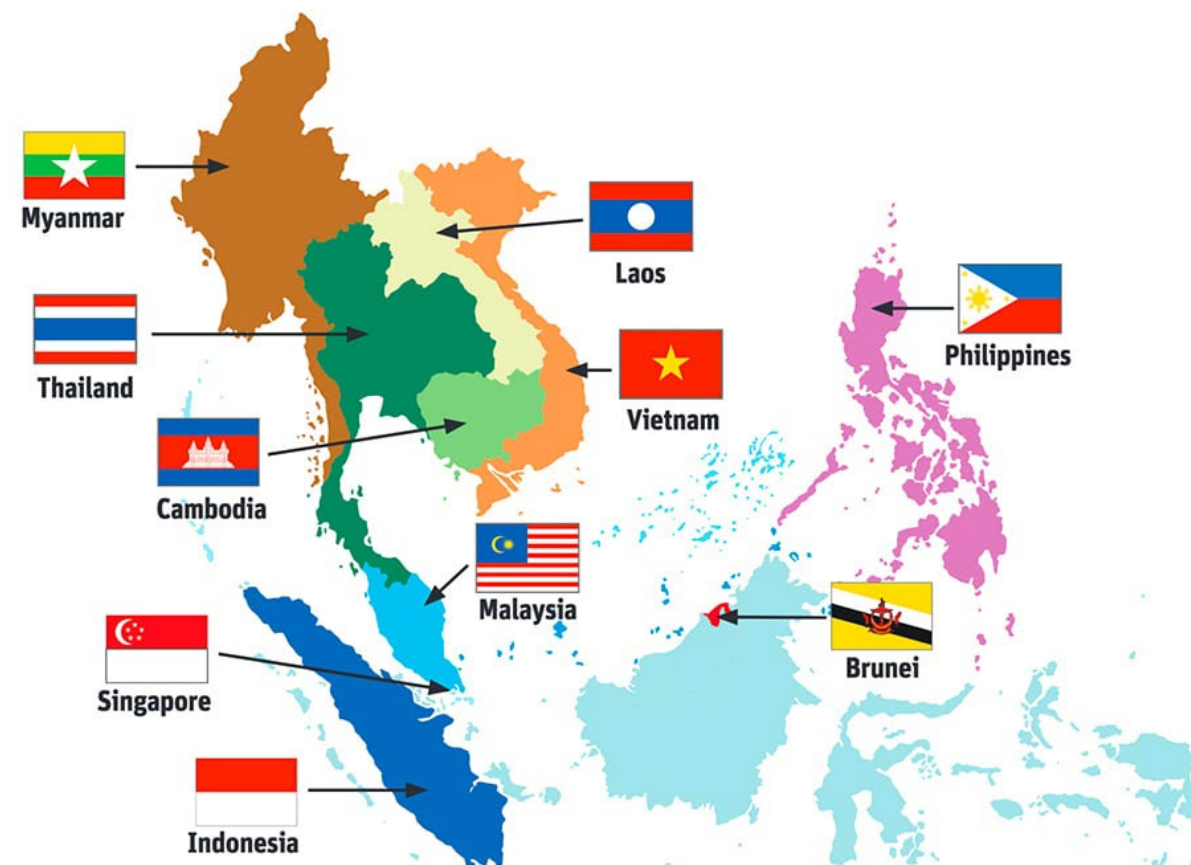 Myanmar
Laos
Thailand
Philippines
Vietnam
Cambodia
Malaysia
Brunei
Singapore
Indonesia